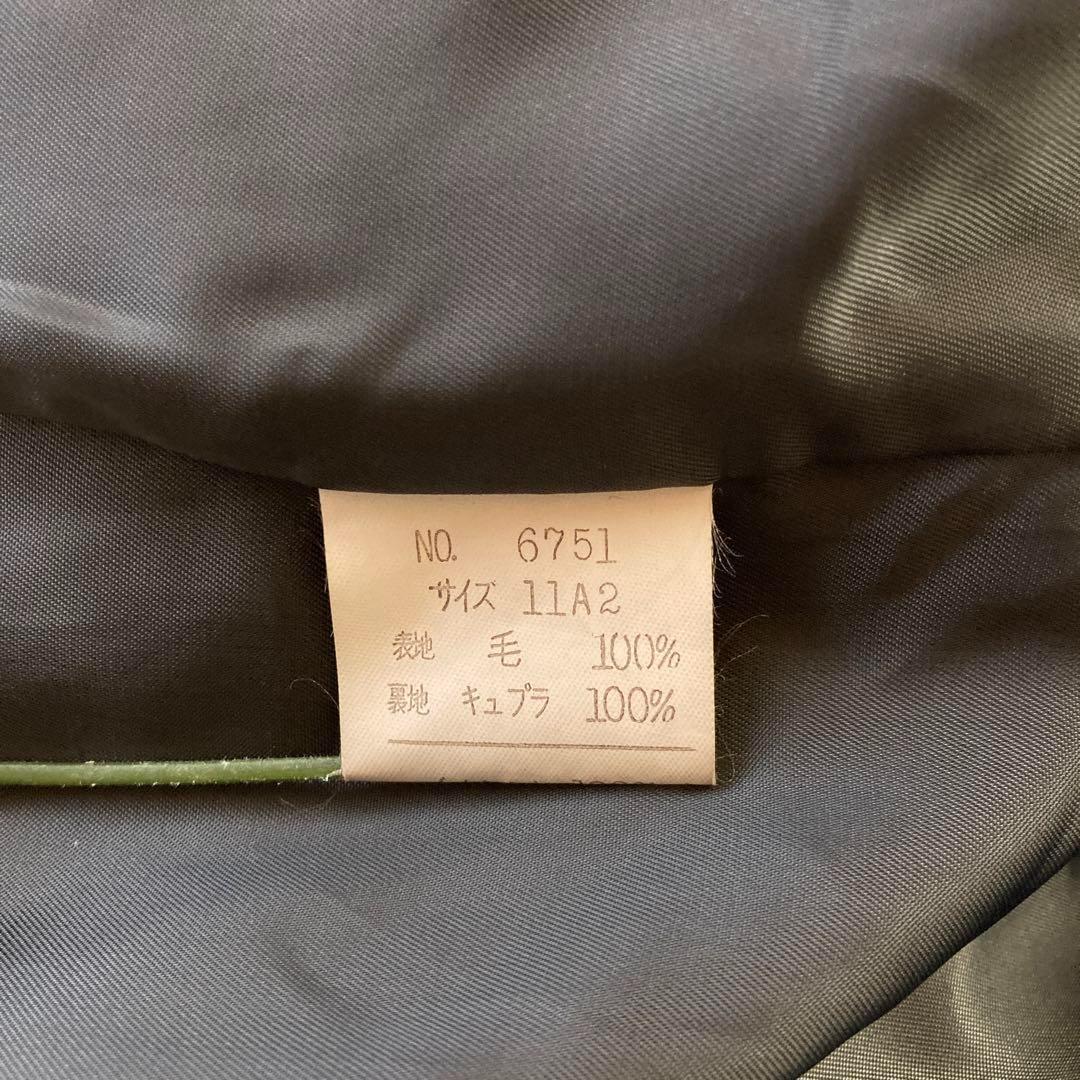 NO. 6751
サイズ 11A2
表地 毛 100%
裏地 キュプラ 100%